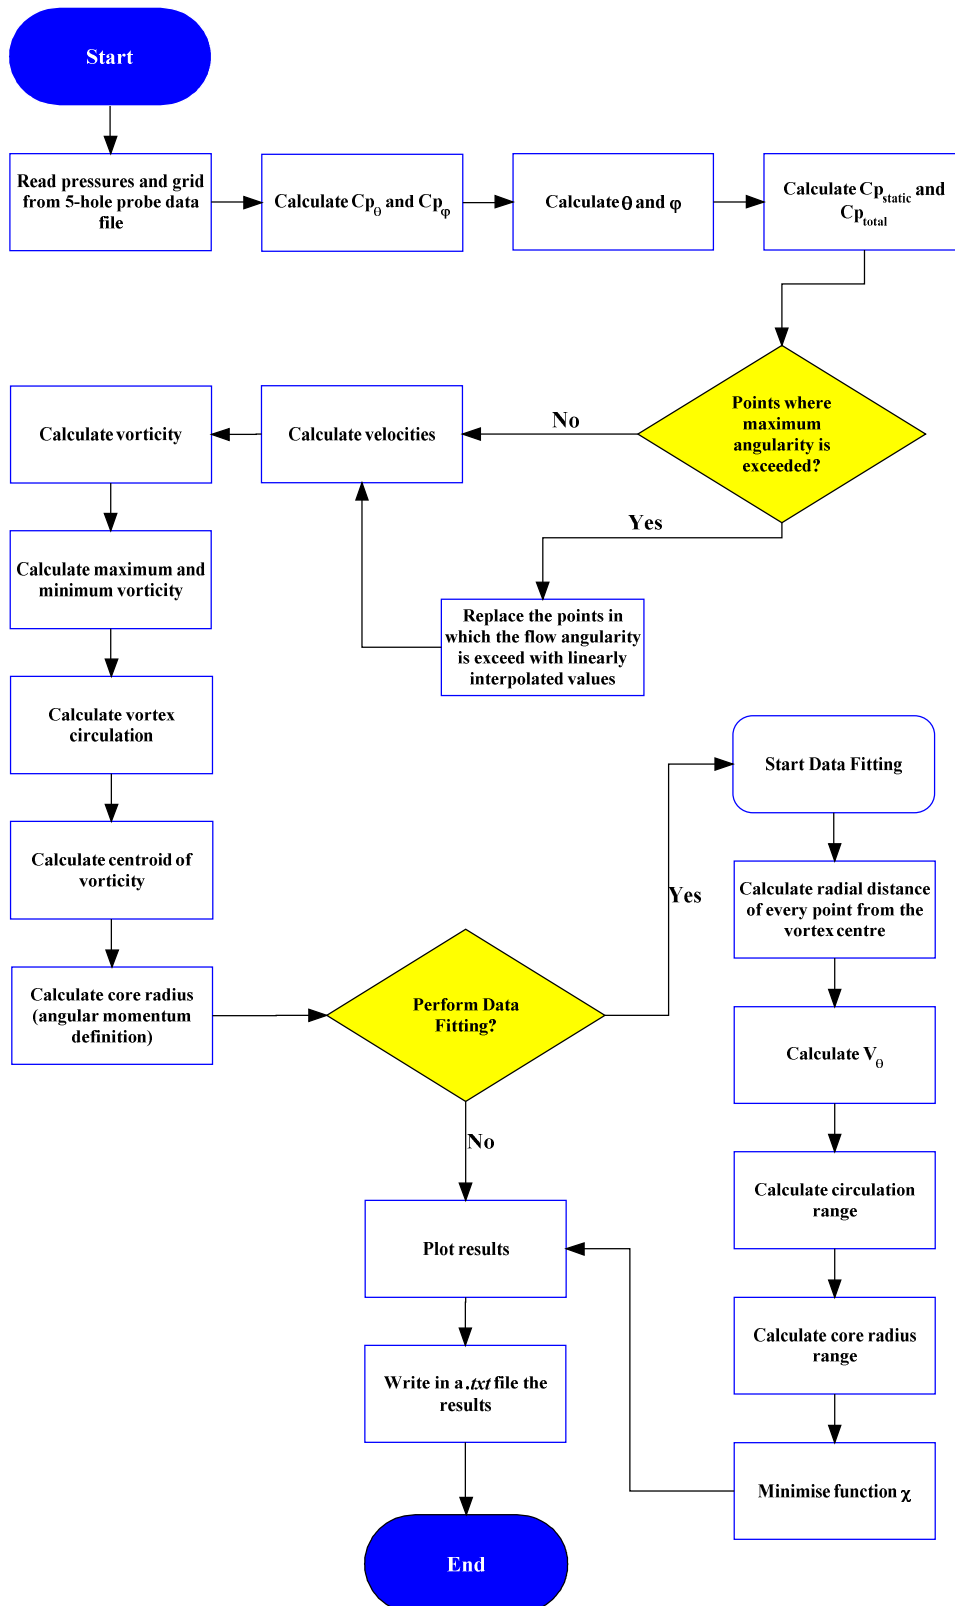 Start
Read pressures and grid
from 5-hole probe data
file
Calculate Cpθ and Cpφ
Calculate θ and φ
Calculate Cpstatic and
Cptotal
Points where
maximum
angularity is
exceeded?
No
Yes
Calculate velocities
Calculate vorticity
Replace the points in
which the flow angularity
is exceed with linearly
interpolated values
Calculate maximum and
minimum vorticity
Calculate vortex
circulation
Calculate centroid of
vorticity
Calculate core radius
(angular momentum
definition)
Perform Data
Fitting?
Yes
No
Start Data Fitting
Calculate radial distance
of every point from the
vortex centre
Calculate Vθ
Calculate circulation
range
Calculate core radius
range
Minimise function χ
Plot results
Write in a .txt file the
results
End